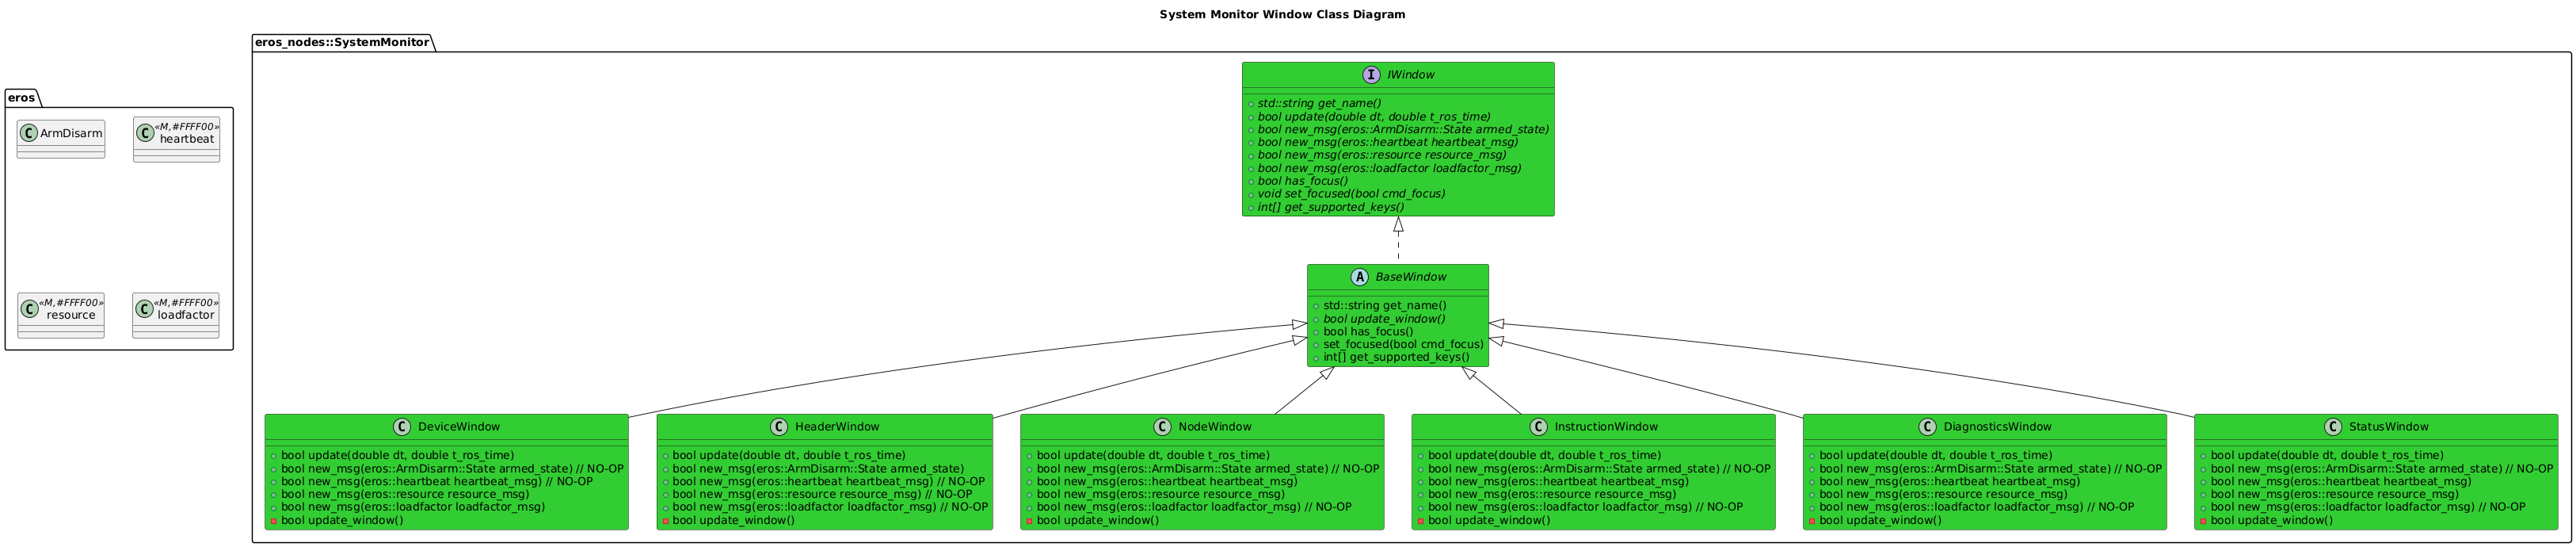 System Monitor Window Class Diagram
eros
C ArmDisarm
C «M,#FFFF00»
heartbeat
C «M,#FFFF00»
resource
C «M,#FFFF00»
loadfactor
eros_nodes::SystemMonitor
I IWindow
std::string get_name()
bool update(double dt, double t_ros_time)
bool new_msg(eros::ArmDisarm::State armed_state)
bool new_msg(eros::heartbeat heartbeat_msg)
bool new_msg(eros::resource resource_msg)
bool new_msg(eros::loadfactor loadfactor_msg)
bool has_focus()
void set_focused(bool cmd_focus)
int[] get_supported_keys()
A BaseWindow
std::string get_name()
bool update_window()
bool has_focus()
set_focused(bool cmd_focus)
int[] get_supported_keys()
C DeviceWindow
bool update(double dt, double t_ros_time)
bool new_msg(eros::ArmDisarm::State armed_state) // NO-OP
bool new_msg(eros::heartbeat heartbeat_msg) // NO-OP
bool new_msg(eros::resource resource_msg)
bool new_msg(eros::loadfactor loadfactor_msg)
bool update_window()
C HeaderWindow
bool update(double dt, double t_ros_time)
bool new_msg(eros::ArmDisarm::State armed_state)
bool new_msg(eros::heartbeat heartbeat_msg) // NO-OP
bool new_msg(eros::resource resource_msg) // NO-OP
bool new_msg(eros::loadfactor loadfactor_msg) // NO-OP
bool update_window()
C NodeWindow
bool update(double dt, double t_ros_time)
bool new_msg(eros::ArmDisarm::State armed_state) // NO-OP
bool new_msg(eros::heartbeat heartbeat_msg)
bool new_msg(eros::resource resource_msg)
bool new_msg(eros::loadfactor loadfactor_msg) // NO-OP
bool update_window()
C InstructionWindow
bool update(double dt, double t_ros_time)
bool new_msg(eros::ArmDisarm::State armed_state) // NO-OP
bool new_msg(eros::heartbeat heartbeat_msg)
bool new_msg(eros::resource resource_msg)
bool new_msg(eros::loadfactor loadfactor_msg) // NO-OP
bool update_window()
C DiagnosticsWindow
bool update(double dt, double t_ros_time)
bool new_msg(eros::ArmDisarm::State armed_state) // NO-OP
bool new_msg(eros::heartbeat heartbeat_msg)
bool new_msg(eros::resource resource_msg)
bool new_msg(eros::loadfactor loadfactor_msg) // NO-OP
bool update_window()
C StatusWindow
bool update(double dt, double t_ros_time)
bool new_msg(eros::ArmDisarm::State armed_state) // NO-OP
bool new_msg(eros::heartbeat heartbeat_msg)
bool new_msg(eros::resource resource_msg)
bool new_msg(eros::loadfactor loadfactor_msg) // NO-OP
bool update_window()